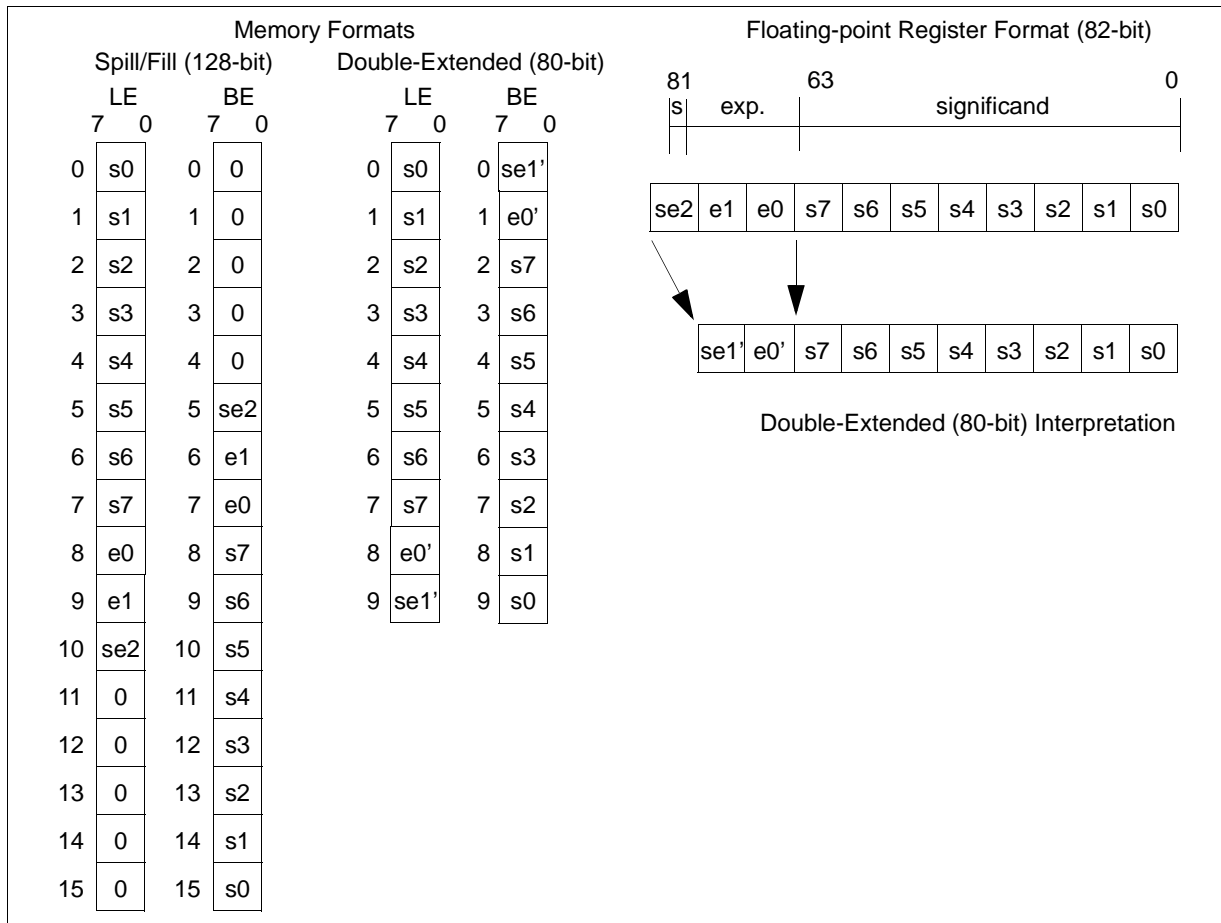 Memory Formats
Floating-point Register Format (82-bit)
Spill/Fill (128-bit) Double-Extended (80-bit)
LE BE LE BE
7 0 7 0 7 0 7 0
0 s0 0 0 0 s0 0 se1'
1 s1 1 0 1 s1 1 e0'
2 s2 2 0 2 s2 2 s7
3 s3 3 0 3 s3 3 s6
4 s4 4 0 4 s4 4 s5
5 s5 5 se2 5 s5 5 s4
6 s6 6 e1 6 s6 6 s3
7 s7 7 e0 7 s7 7 s2
8 e0 8 s7 8 e0' 8 s1
9 e1 9 s6 9 se1' 9 s0
10 se2 10 s5
11 0 11 s4
12 0 12 s3
13 0 13 s2
14 0 14 s1
15 0 15 s0
81 63 0
s exp. significand
se2 e1 e0 s7 s6 s5 s4 s3 s2 s1 s0
se1' e0' s7 s6 s5 s4 s3 s2 s1 s0
Double-Extended (80-bit) Interpretation